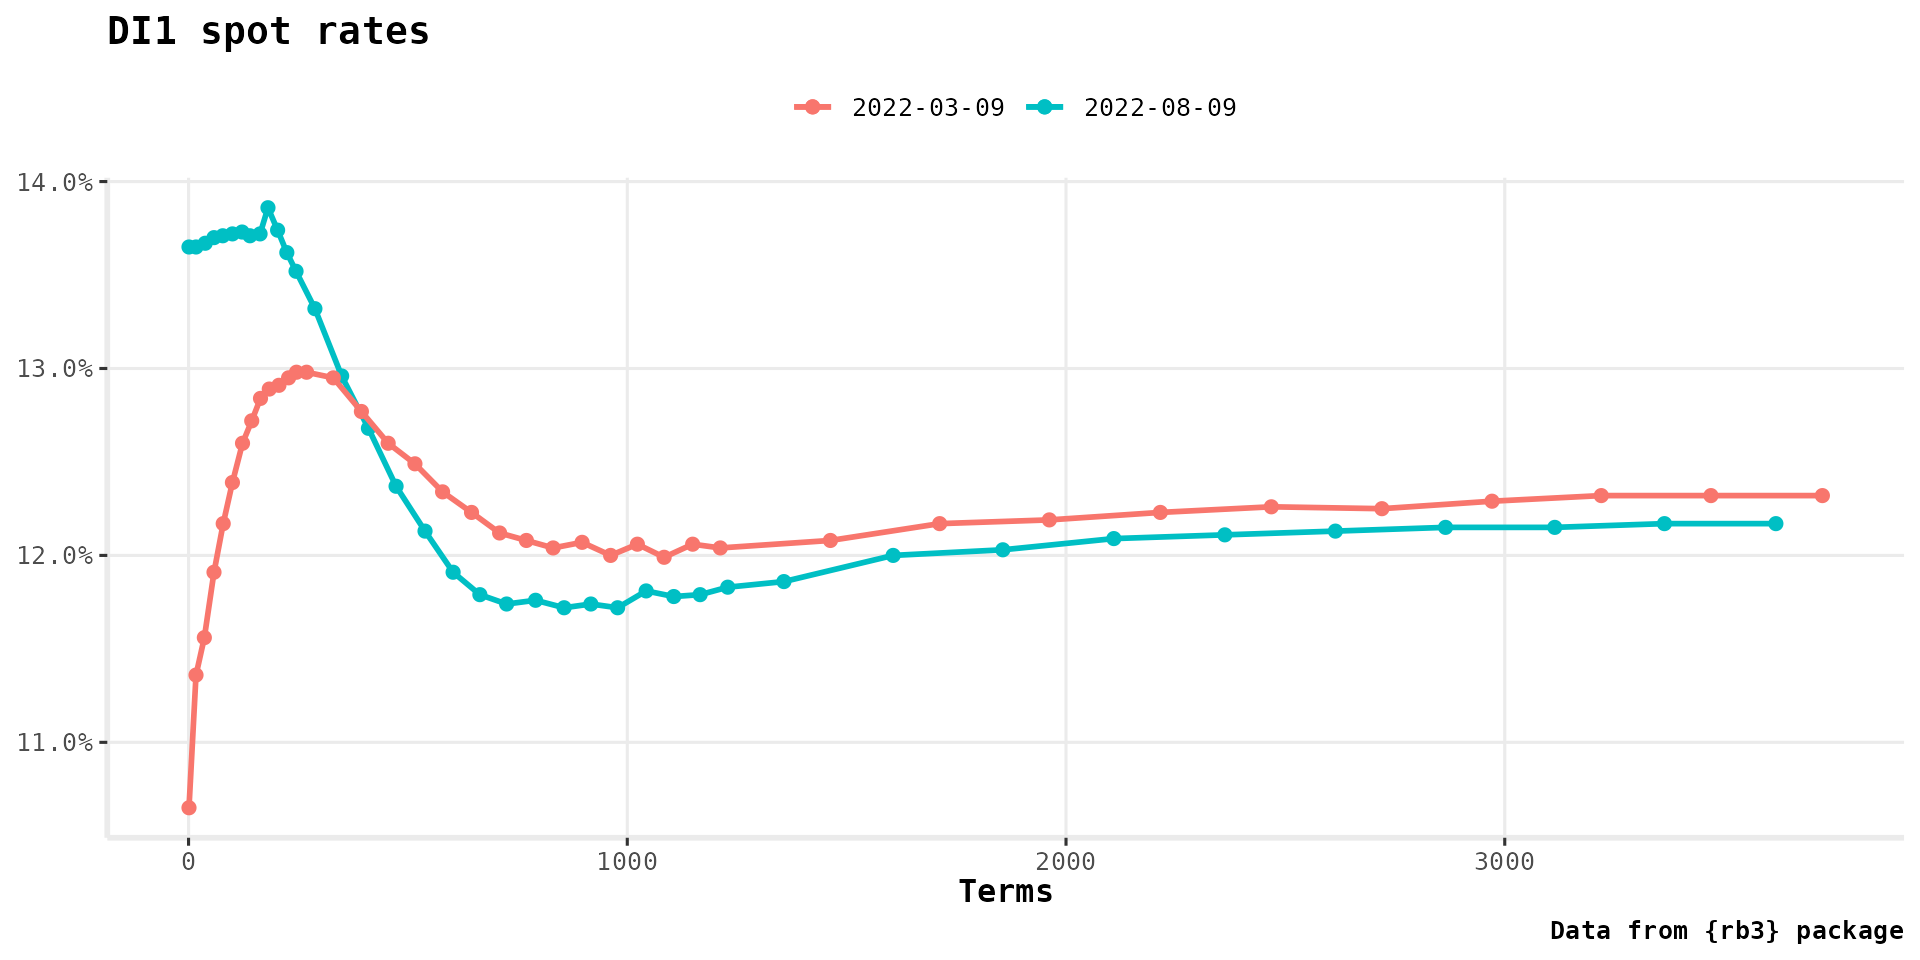 DI1 spot rates
2022-03-09 2022-08-09
14.0%
13.0%
12.0%
11.0%
0 1000 2000 3000
Terms
Data from {rb3} package